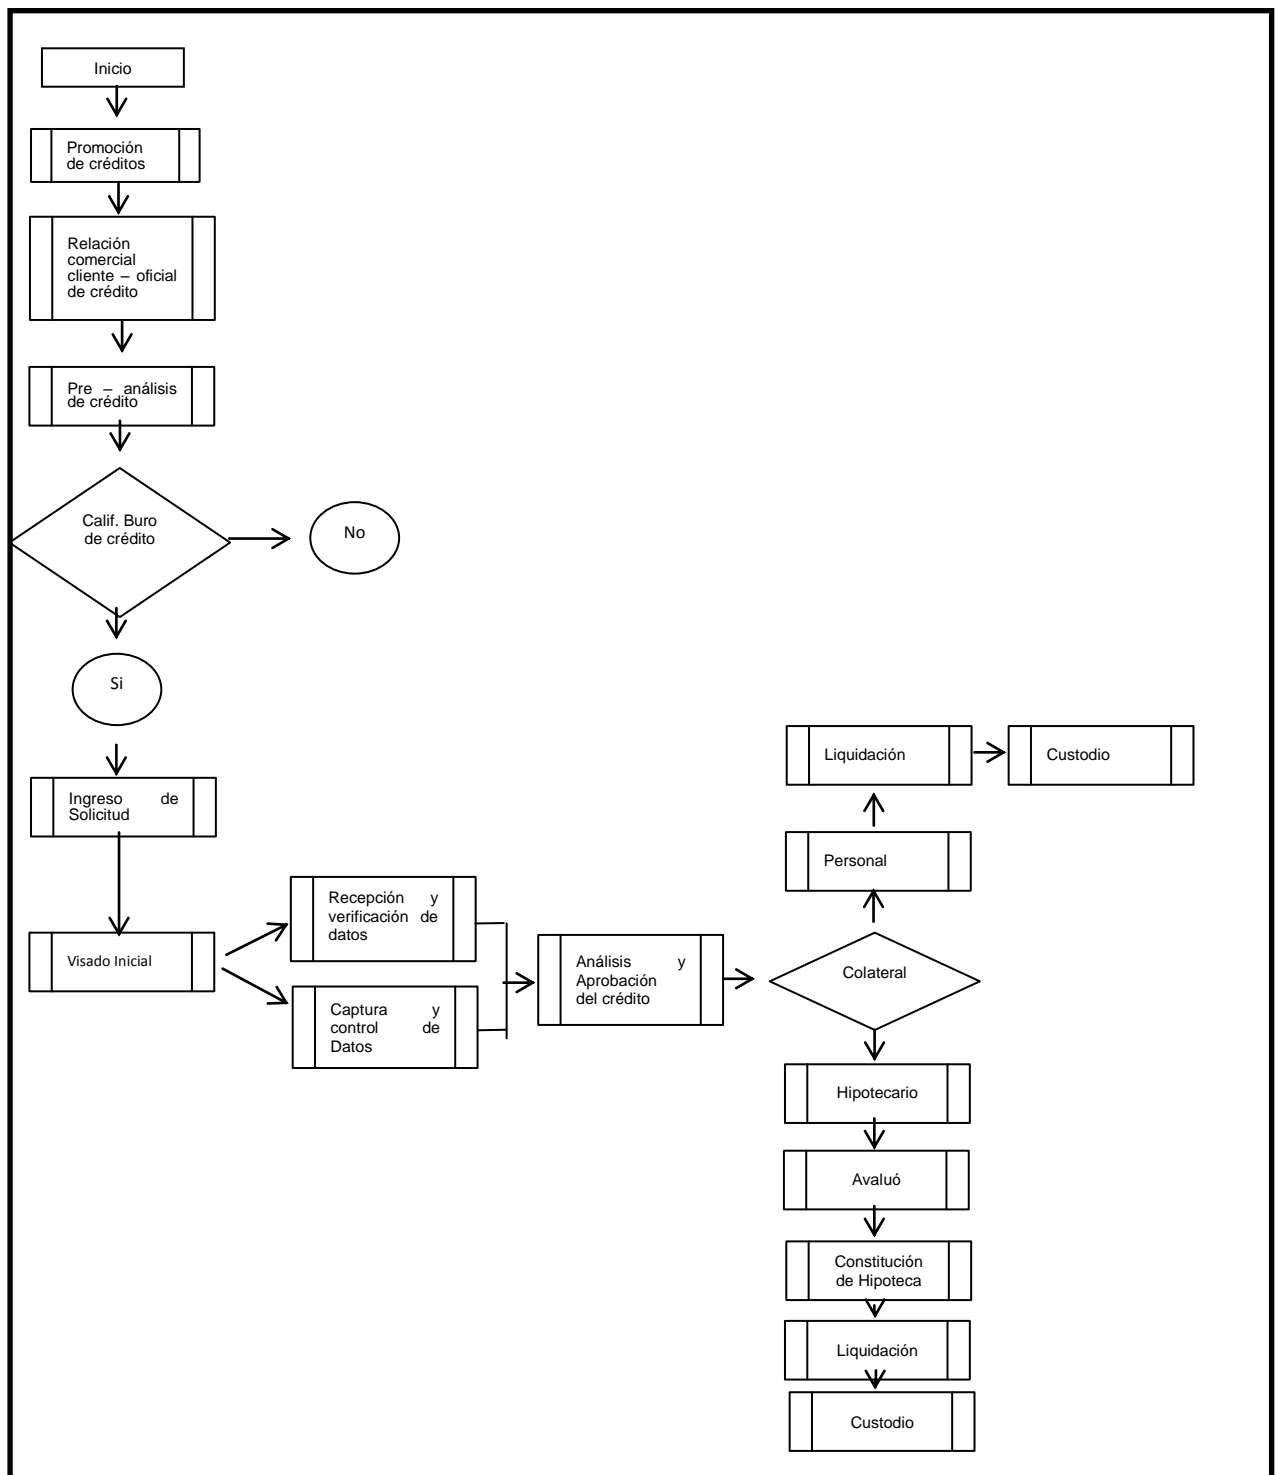 Inicio
Promoción
de créditos
Relación
comercial
cliente – oficial
de crédito
Pre – análisis
de crédito
Calif. Buro
de crédito
No
Si
Ingreso de
Solicitud
Visado Inicial
Recepción y
verificación de
datos
Captura y
control de
Datos
Análisis y
Aprobación
del crédito
Colateral
Personal
Liquidación
Custodio
Hipotecario
Avaluó
Constitución
de Hipoteca
Liquidación
Custodio